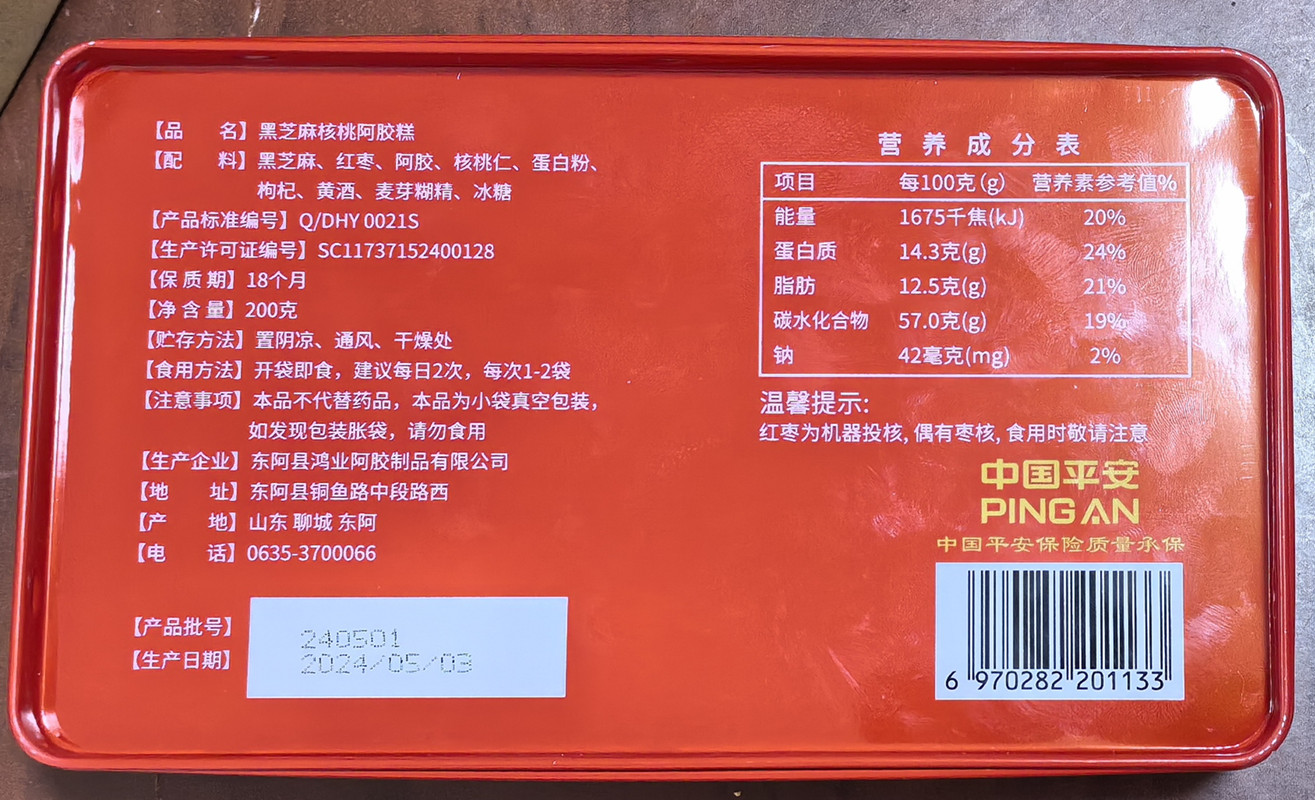 【品 名】黑芝麻核桃阿胶糕
【配 料】黑芝麻、红枣、阿胶、核桃仁、蛋白粉、
枸杞、黄酒、麦芽糊精、冰糖
【产品标准编号】Q/DHY 0021S
【生产许可证编号】SC11737152400128
【保 质 期】18个月
【净 含 量】200克
【贮存方法】置阴凉、通风、干燥处
【食用方法】开袋即食，建议每日2次，每次1-2袋
【注意事项】本品不代替药品，本品为小袋真空包装，
如发现包装胀袋，请勿食用
【生产企业】东阿县鸿业阿胶制品有限公司
【地 址】东阿县铜鱼路中段路西
【产 地】山东 聊城 东阿
【电 话】0635-3700066
【产品批号】240501
【生产日期】2024/05/03
营 养 成 分 表
项目 每100克(g) 营养素参考值%
能量 1675千焦(kJ) 20%
蛋白质 14.3克(g) 24%
脂肪 12.5克(g) 21%
碳水化合物 57.0克(g) 19%
钠 42毫克(mg) 2%
温馨提示:
红枣为机器投核, 偶有枣核, 食用时敬请注意
中国平安
PING AN
中国平安保险质量承保
6 970282 201133